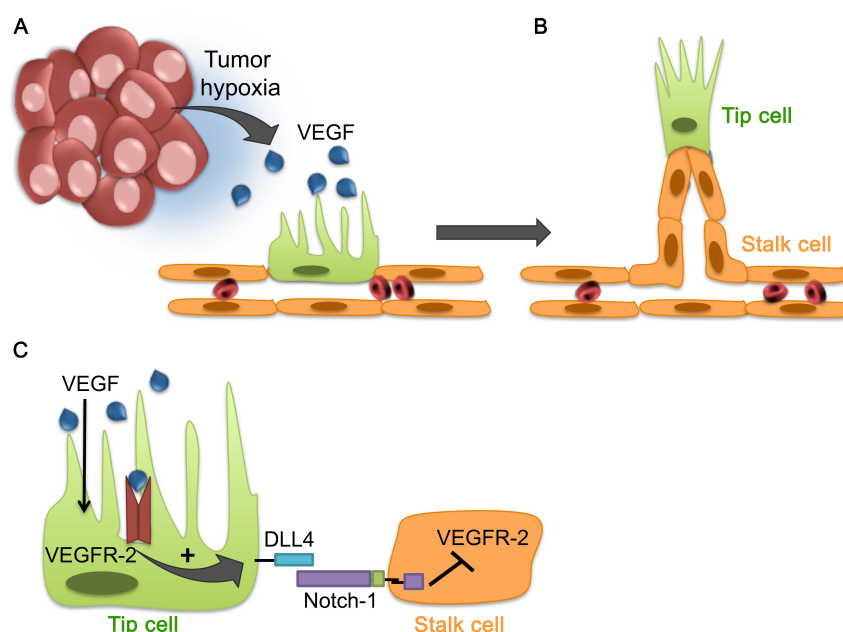 A
Tumor
hypoxia
VEGF
B
Tip cell
Stalk cell
C
VEGF
VEGFR-2
+
DLL4
Notch-1
VEGFR-2
Tip cell
Stalk cell